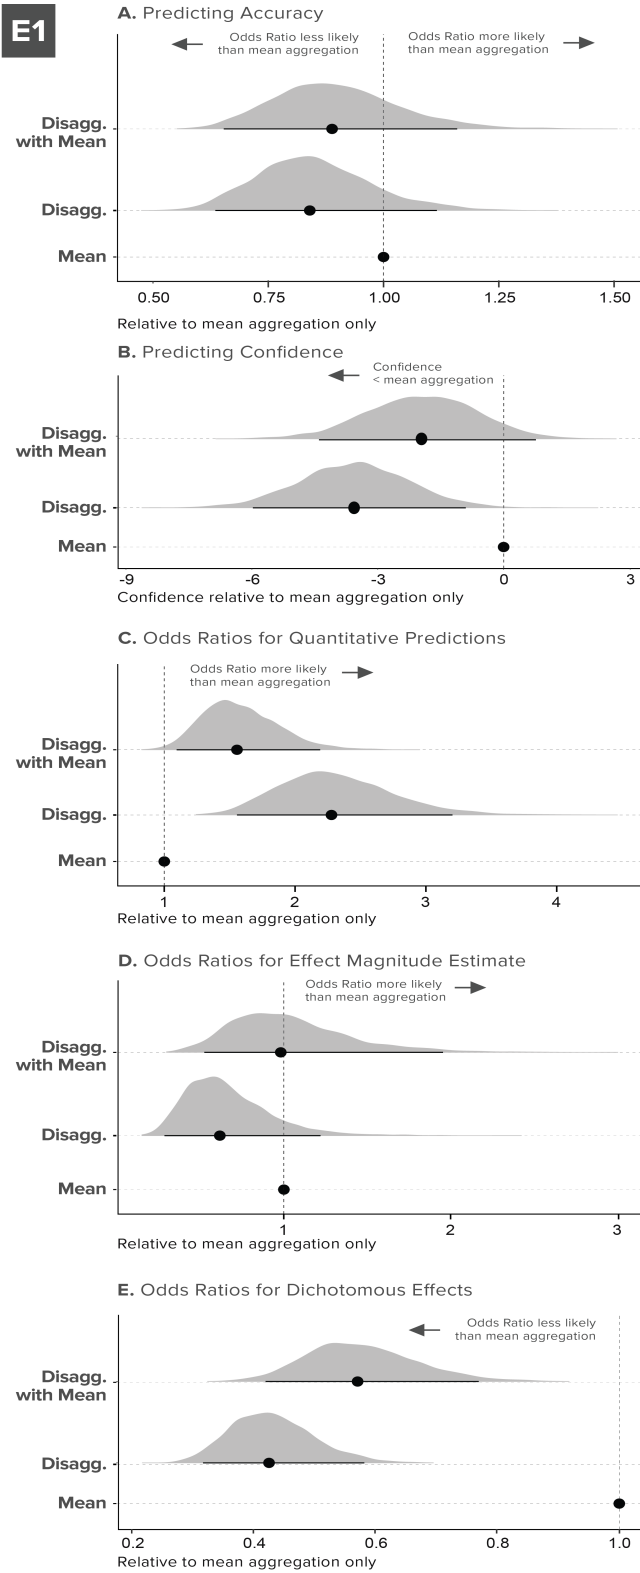 E1
A. Predicting Accuracy
Odds Ratio less likely
than mean aggregation
Odds Ratio more likely
than mean aggregation
Disagg.
with Mean
Disagg.
Mean
0.50 0.75 1.00 1.25 1.50
Relative to mean aggregation only
B. Predicting Confidence
Confidence
< mean aggregation
Disagg.
with Mean
Disagg.
Mean
-9 -6 -3 0 3
Confidence relative to mean aggregation only
C. Odds Ratios for Quantitative Predictions
Odds Ratio more likely
than mean aggregation
Disagg.
with Mean
Disagg.
Mean
1 2 3 4
Relative to mean aggregation only
D. Odds Ratios for Effect Magnitude Estimate
Odds Ratio more likely
than mean aggregation
Disagg.
with Mean
Disagg.
Mean
1 2 3
Relative to mean aggregation only
E. Odds Ratios for Dichotomous Effects
Odds Ratio less likely
than mean aggregation
Disagg.
with Mean
Disagg.
Mean
0.2 0.4 0.6 0.8 1.0
Relative to mean aggregation only